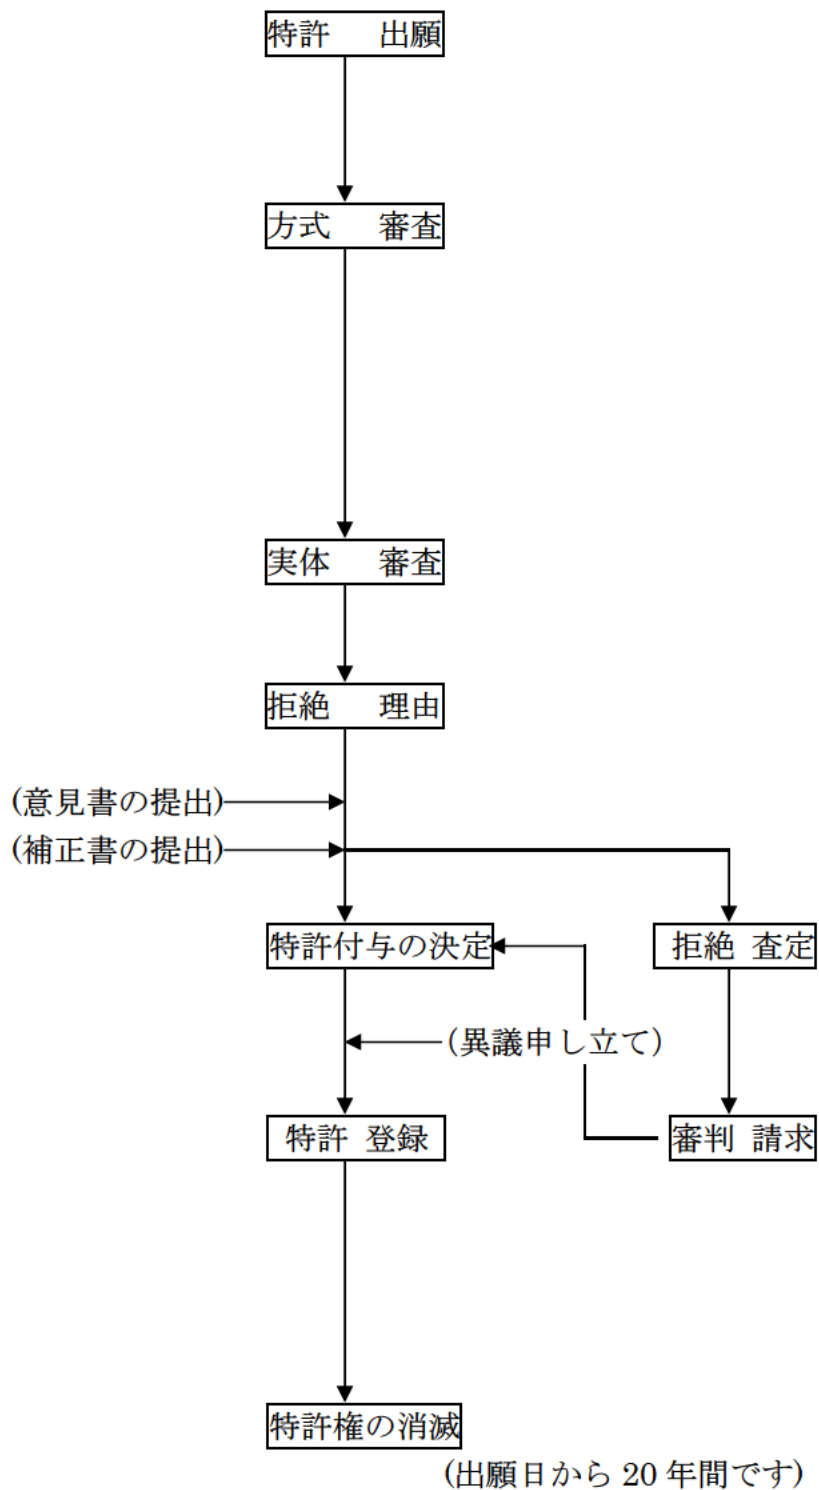 特許 出願
方式 審査
実体 審査
拒絶 理由
(意見書の提出)
(補正書の提出)
特許付与の決定
拒絶 査定
(異議申し立て)
特許 登録
審判 請求
特許権の消滅
(出願日から 20 年間です)